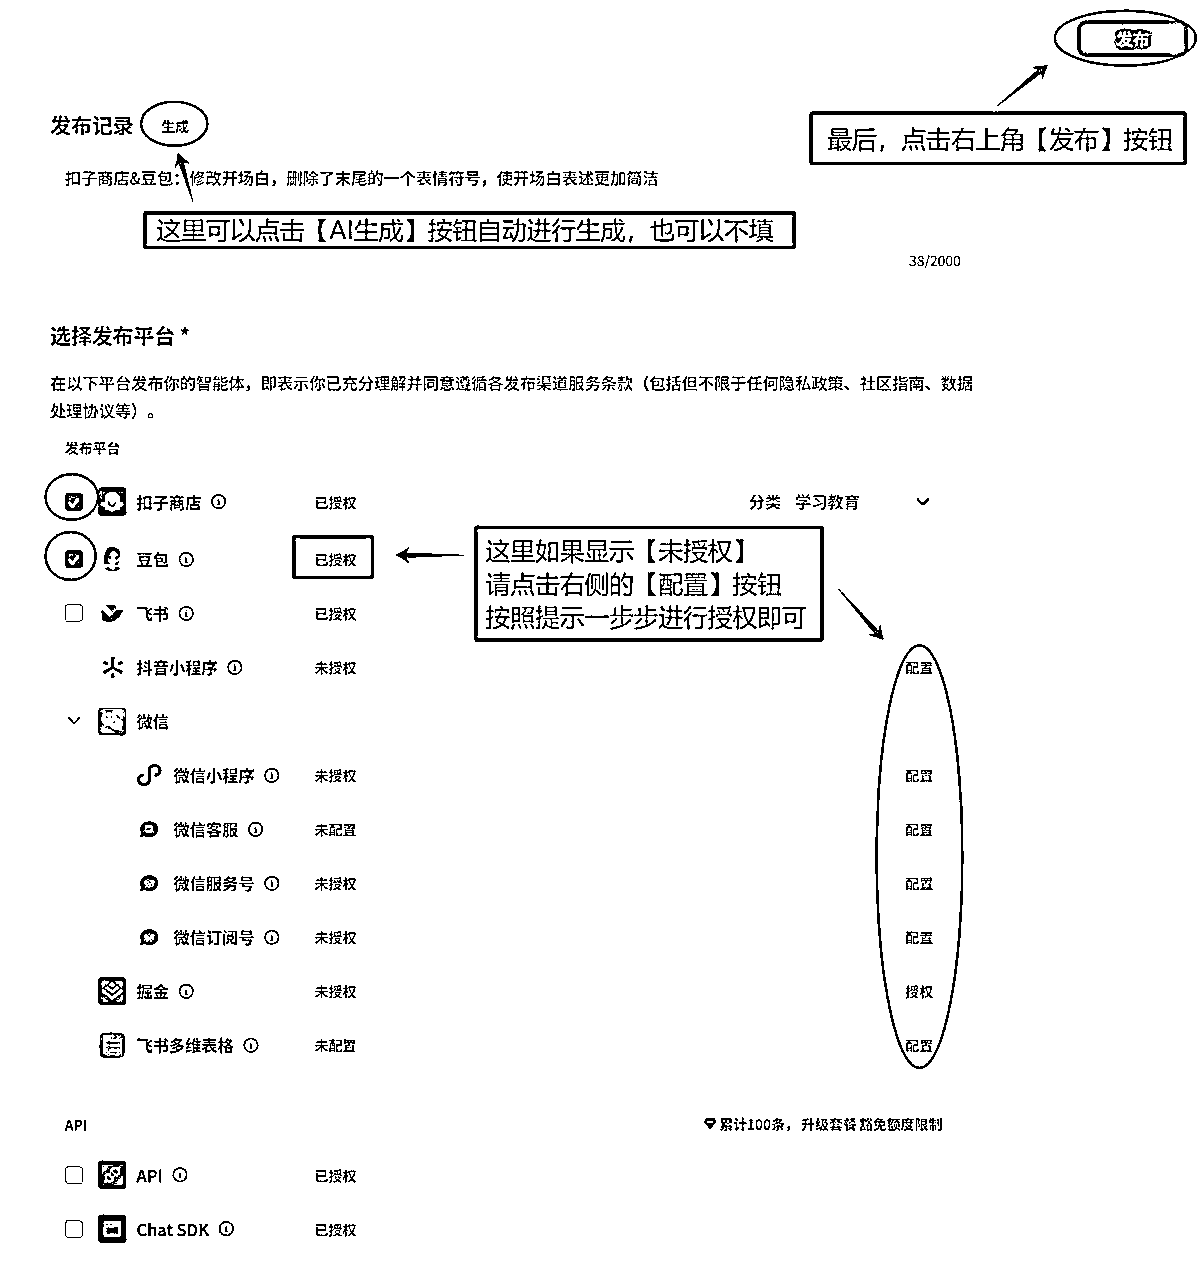 发布
最后，点击右上角【发布】按钮
发布记录 生成
扣子商店&豆包：修改开场白，删除了末尾的一个表情符号，使开场白表述更加简洁
这里可以点击【AI生成】按钮自动进行生成，也可以不填
38/2000
选择发布平台 *
在以下平台发布你的智能体，即表示你已充分理解并同意遵循各发布渠道服务条款（包括但不限于任何隐私政策、社区指南、数据
处理协议等）。
发布平台
扣子商店 已授权 分类 学习教育
豆包 已授权
这里如果显示【未授权】
请点击右侧的【配置】按钮
按照提示一步步进行授权即可
飞书 已授权
抖音小程序 未授权 配置
微信
微信小程序 未授权 配置
微信客服 未配置 配置
微信服务号 未授权 配置
微信订阅号 未授权 配置
掘金 未授权 授权
飞书多维表格 未配置 配置
API 累计100条，升级套餐豁免额度限制
API 已授权
Chat SDK 已授权